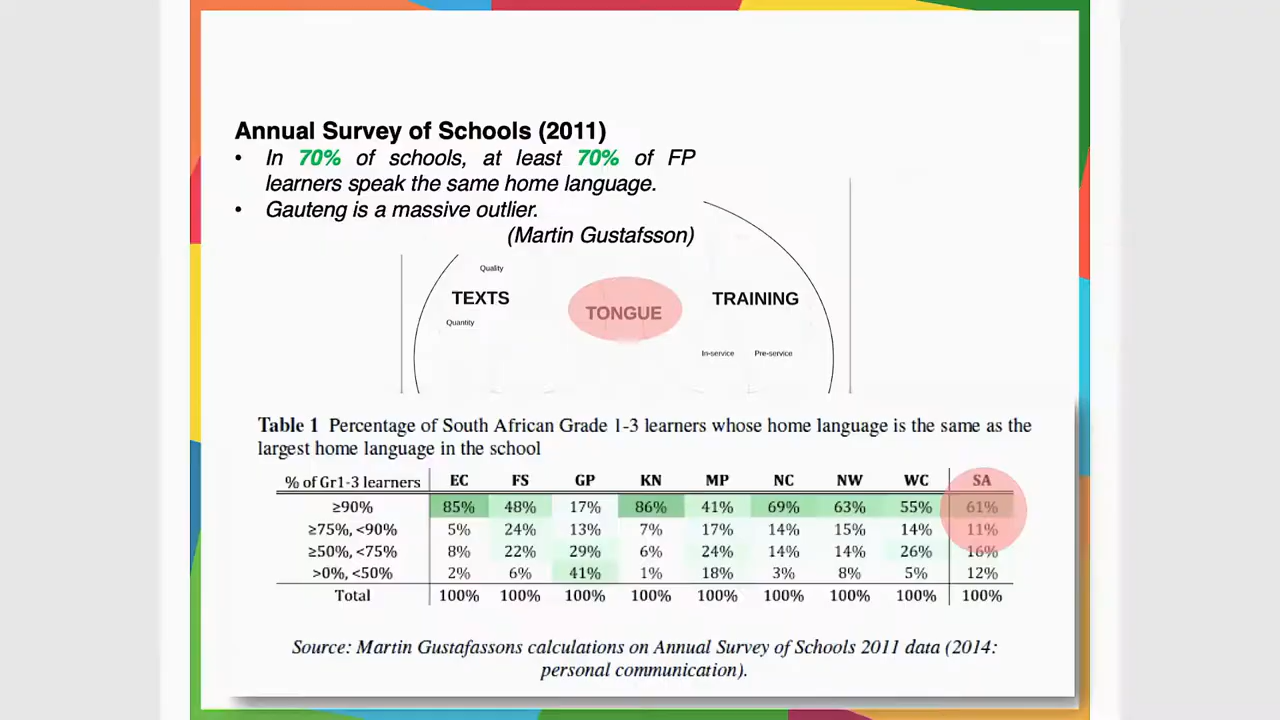 Annual Survey of Schools (2011)
• In 70% of schools, at least 70% of FP
learners speak the same home language.
• Gauteng is a massive outlier.
(Martin Gustafsson)
Quality
TEXTS
TONGUE
TRAINING
Quantity
In-service Pre-service
Table 1 Percentage of South African Grade 1-3 learners whose home language is the same as the
largest home language in the school
% of Gr1-3 learners EC FS GP KN MP NC NW WC SA
≥90% 85% 48% 17% 86% 41% 69% 63% 55% 61%
≥75%, <90% 5% 24% 13% 7% 17% 14% 15% 14% 11%
≥50%, <75% 8% 22% 29% 6% 24% 14% 14% 26% 16%
>0%, <50% 2% 6% 41% 1% 18% 3% 8% 5% 12%
Total 100% 100% 100% 100% 100% 100% 100% 100% 100%
Source: Martin Gustafassons calculations on Annual Survey of Schools 2011 data (2014:
personal communication).